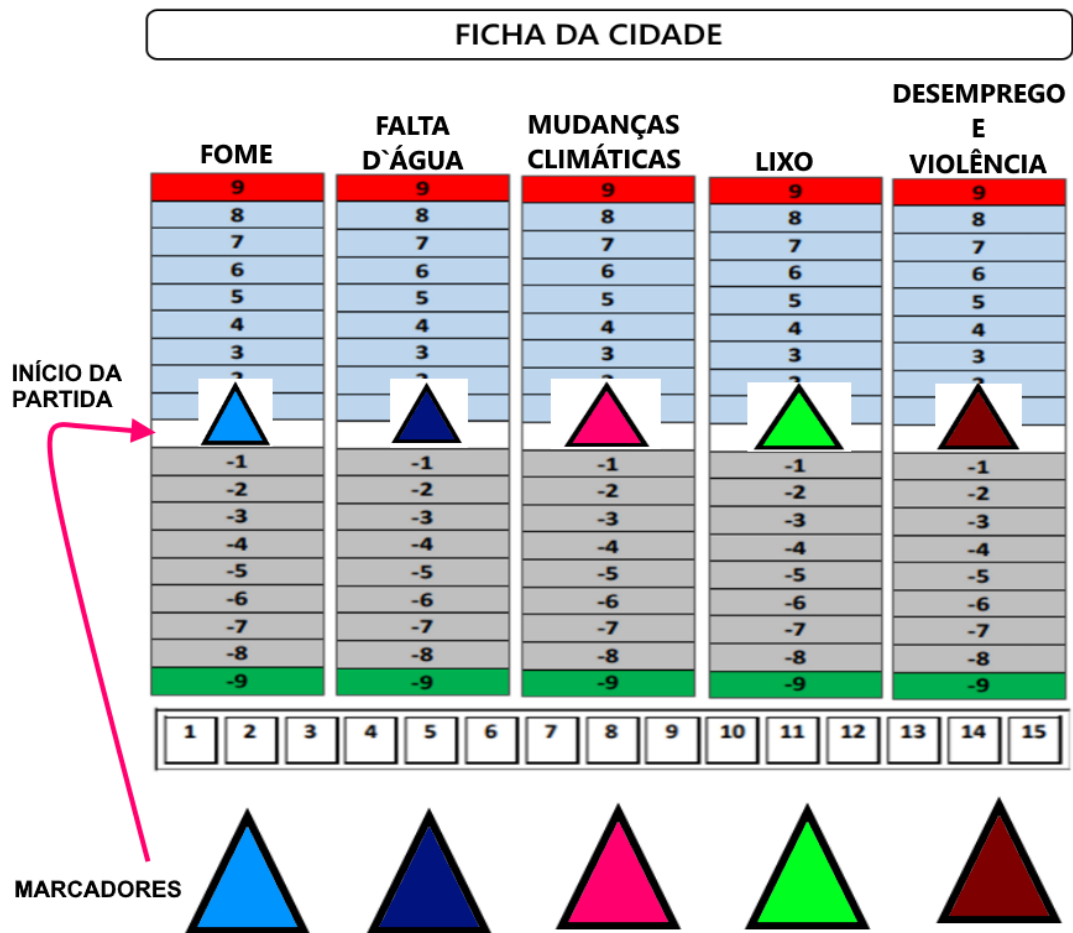 FICHA DA CIDADE
FOME
FALTA
D`ÁGUA
MUDANÇAS
CLIMÁTICAS
LIXO
DESEMPREGO
E
VIOLÊNCIA
9 9 9 9 9
8 8 8 8 8
7 7 7 7 7
6 6 6 6 6
5 5 5 5 5
4 4 4 4 4
3 3 3 3 3
INÍCIO DA
PARTIDA
-1 -1 -1 -1 -1
-2 -2 -2 -2 -2
-3 -3 -3 -3 -3
-4 -4 -4 -4 -4
-5 -5 -5 -5 -5
-6 -6 -6 -6 -6
-7 -7 -7 -7 -7
-8 -8 -8 -8 -8
-9 -9 -9 -9 -9
1 2 3 4 5 6 7 8 9 10 11 12 13 14 15
MARCADORES